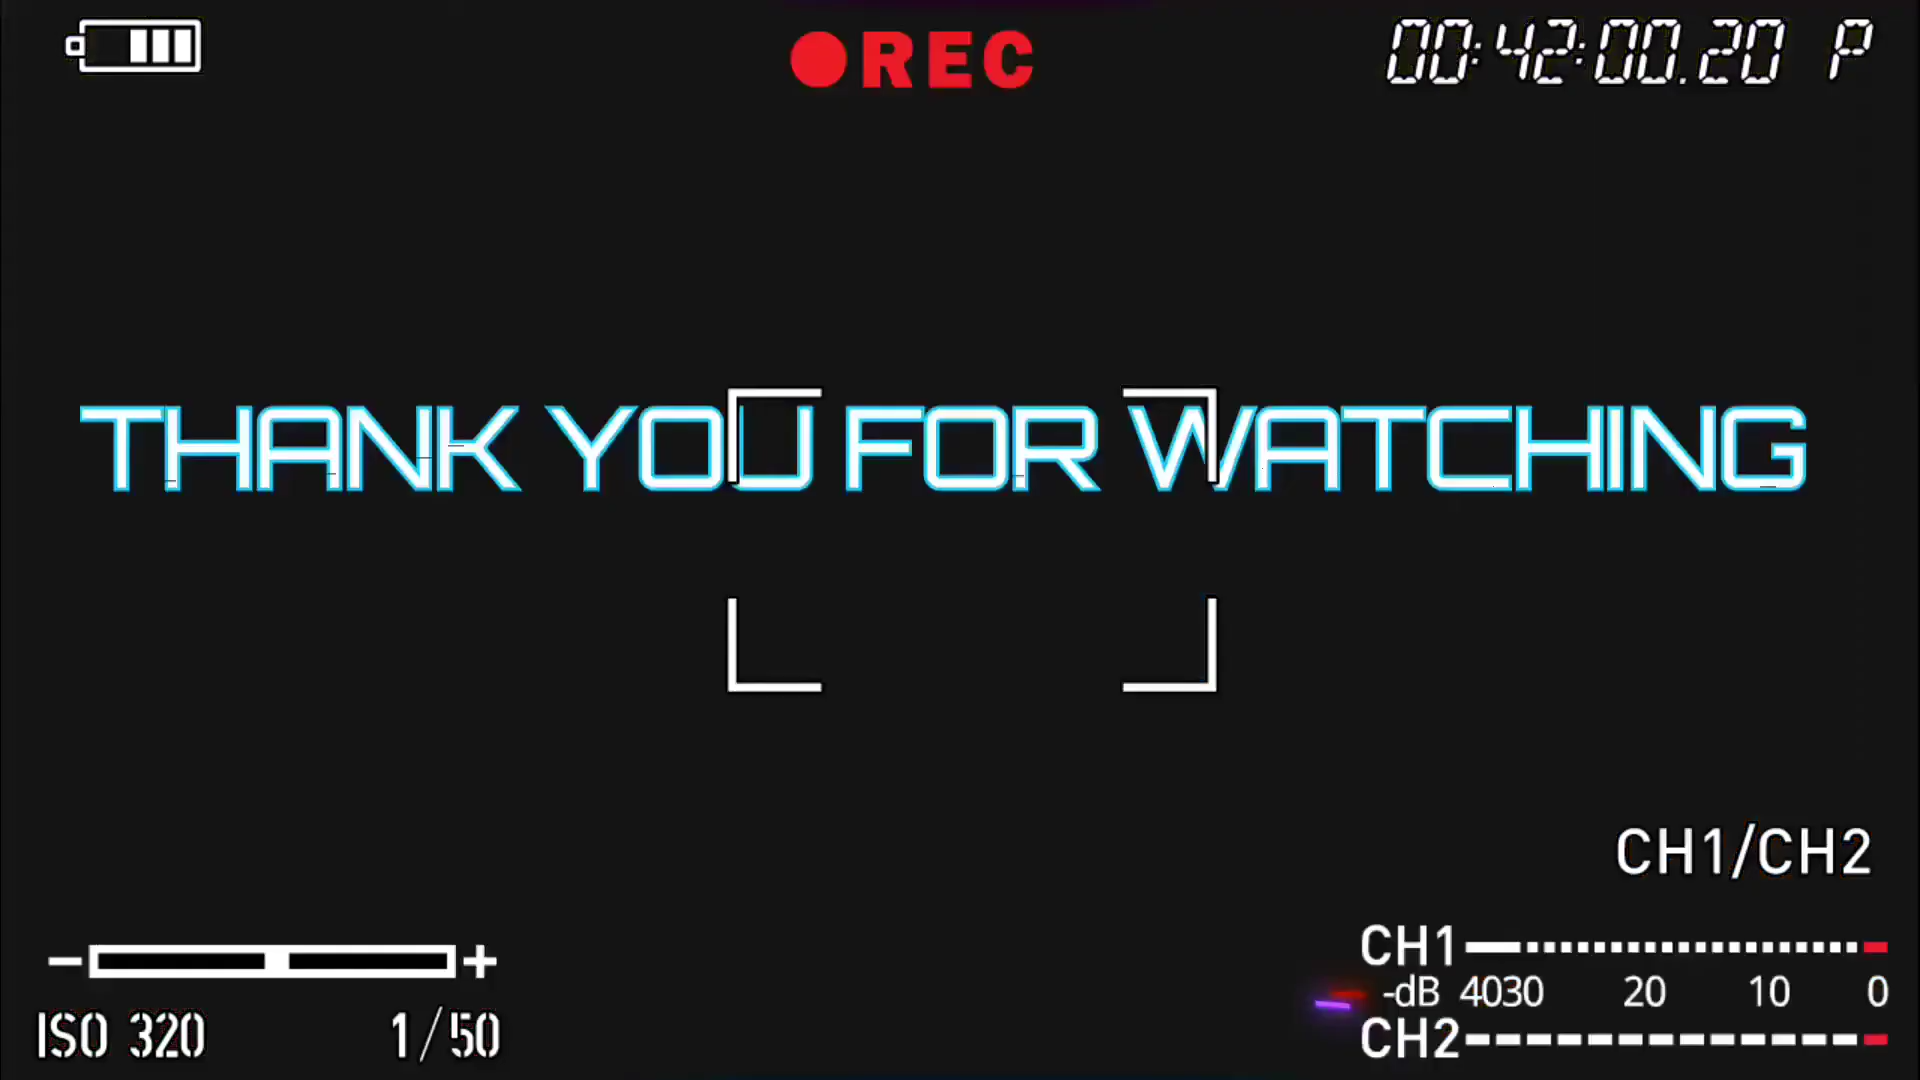 REC
00:42:00.20 P
THANK YOU FOR WATCHING
CH1/CH2
CH1
-dB 4030 20 10 0
CH2
- +
ISO 320 1/50